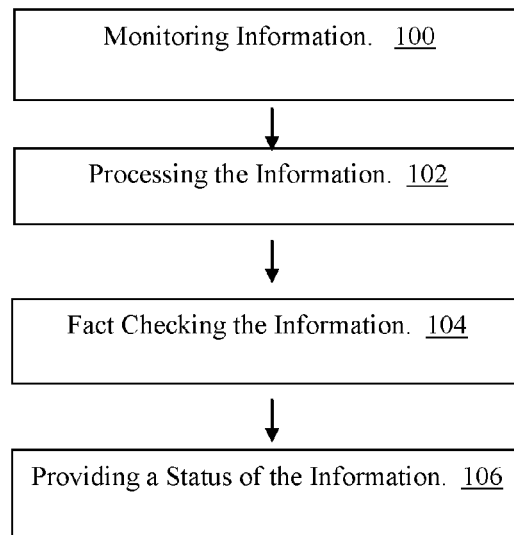 Monitoring Information. 100
Processing the Information. 102
Fact Checking the Information. 104
Providing a Status of the Information. 106